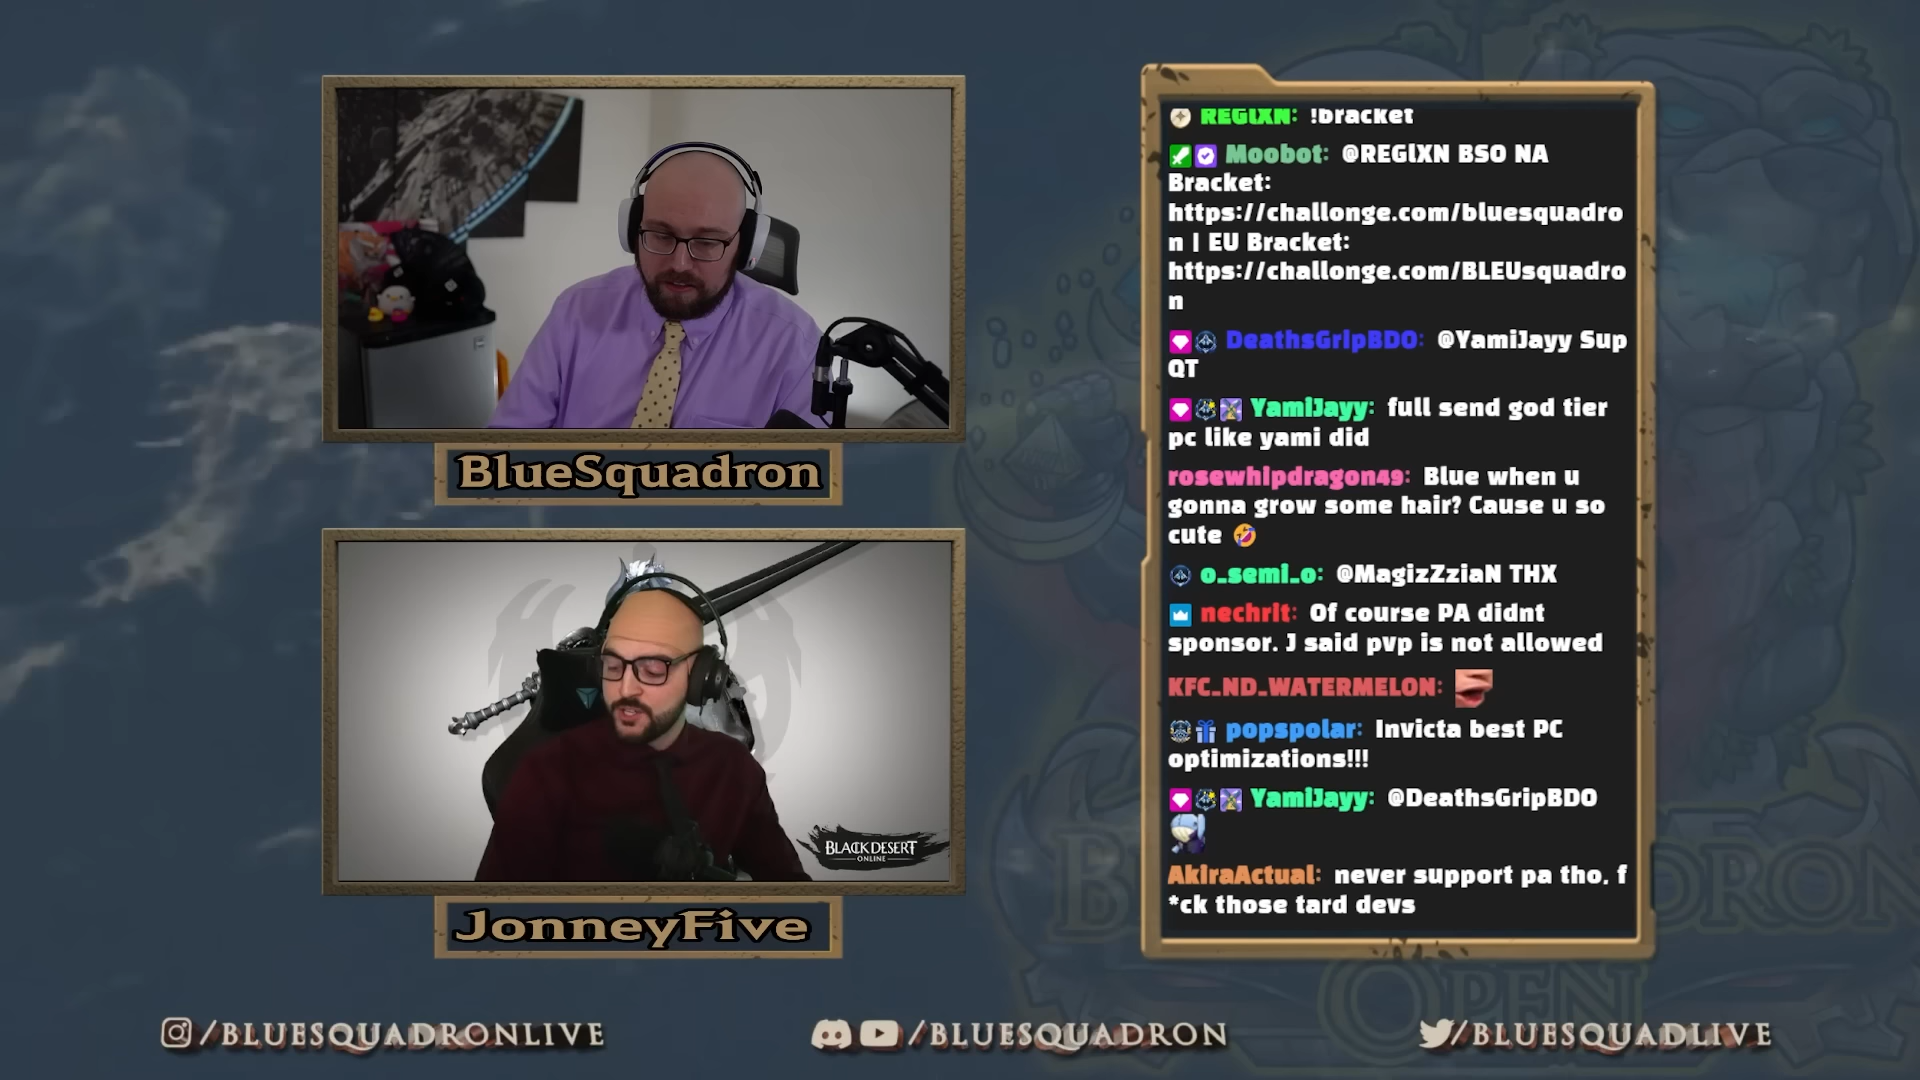 REGlXN: !bracket
Moobot: @REGlXN BSO NA
Bracket:
https://challonge.com/bluesquadro
n | EU Bracket:
https://challonge.com/BLEUsquadro
n
DeathsGripBDO: @YamiJayy Sup
QT
YamiJayy: full send god tier
pc like yami did
rosewhipdragon49: Blue when u
gonna grow some hair? Cause u so
cute
o_semi_o: @MagizZziaN THX
nechrit: Of course PA didnt
sponsor. J said pvp is not allowed
KFC_ND_WATERMELON:
popspolar: Invicta best PC
optimizations!!!
YamiJayy: @DeathsGripBDO
AkiraActual: never support pa tho, f
*ck those tard devs
BlueSquadron
BLACK DESERT
ONLINE
JonneyFive
OPEN
/BLUESQUADRONLIVE
/BLUESQUADRON
/BLUESQUADLIVE